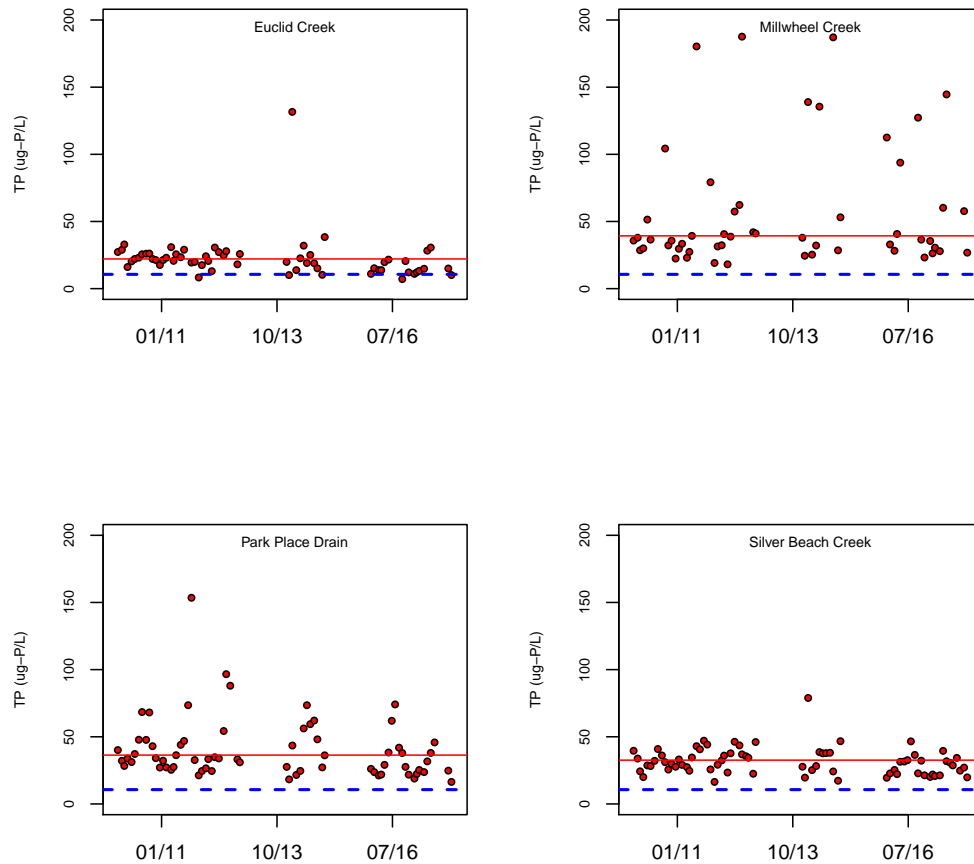 Euclid Creek
TP (ug-P/L)
200
150
100
50
0
01/11 10/13 07/16
Millwheel Creek
TP (ug-P/L)
200
150
100
50
0
01/11 10/13 07/16
Park Place Drain
TP (ug-P/L)
200
150
100
50
0
01/11 10/13 07/16
Silver Beach Creek
TP (ug-P/L)
200
150
100
50
0
01/11 10/13 07/16